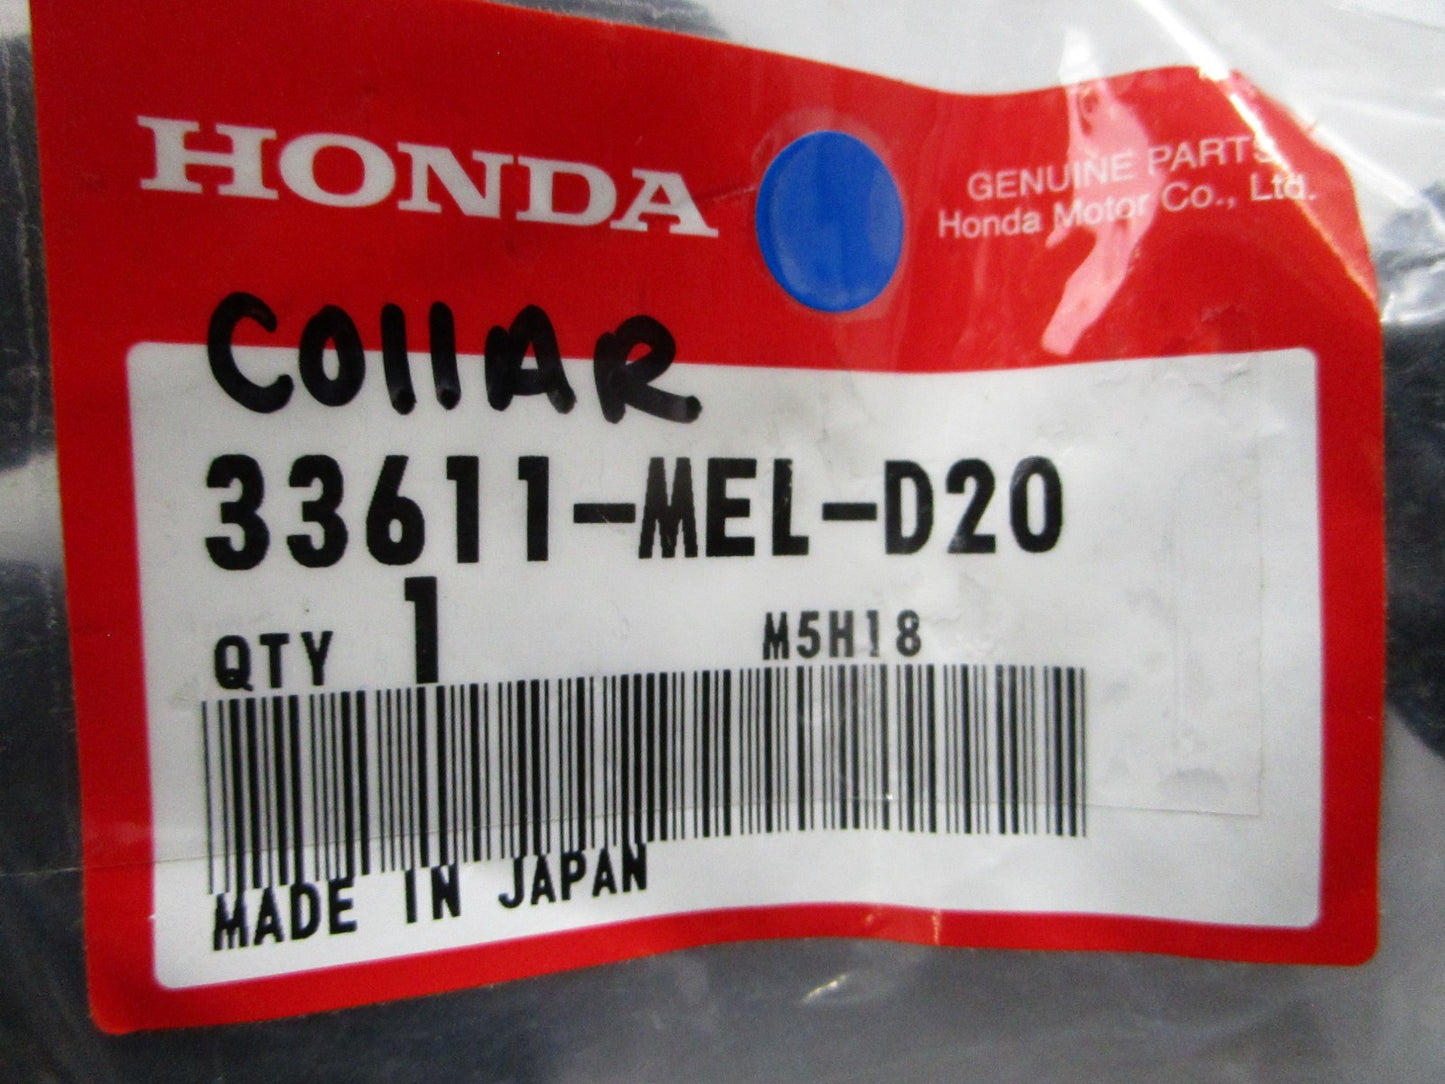 HONDA
GENUINE PARTS
Honda Motor Co., Ltd.
COllAR
33611-MEL-D20
QTY 1 M5H18
MADE IN JAPAN